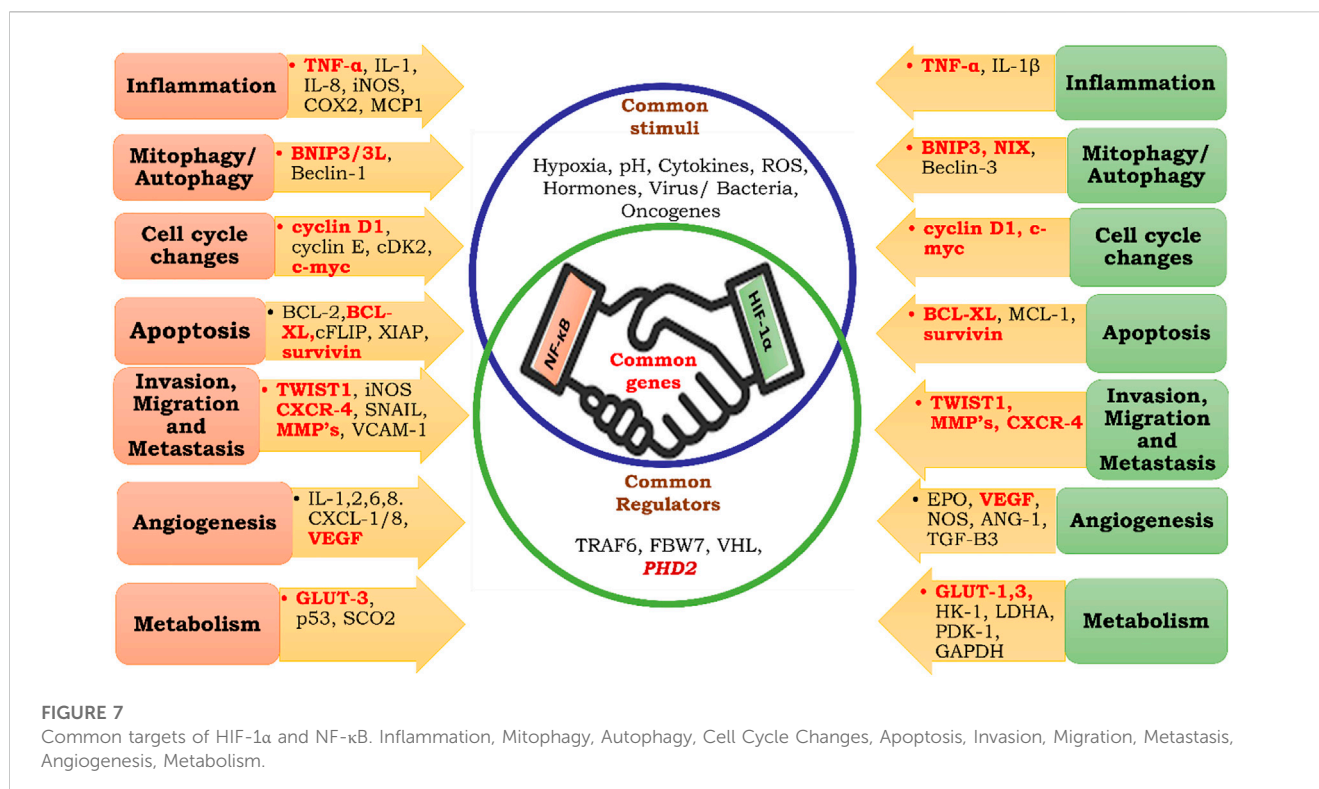 Inflammation
• TNF-α, IL-1,
IL-8, iNOS,
COX2, MCP1
Mitophagy/
Autophagy
• BNIP3/3L,
Beclin-1
Cell cycle
changes
• cyclin D1,
cyclin E, cDK2,
c-myc
Apoptosis
• BCL-2,BCL-
XL,cFLIP, XIAP,
survivin
Invasion,
Migration
and
Metastasis
• TWIST1, iNOS
CXCR-4, SNAIL,
MMP's, VCAM-1
Angiogenesis
• IL-1,2,6,8.
CXCL-1/8,
VEGF
Metabolism
• GLUT-3,
p53, SCO2
Common
stimuli
Hypoxia, pH, Cytokines, ROS,
Hormones, Virus/ Bacteria,
Oncogenes
NF-κB
HIF-1α
Common
genes
Common
Regulators
TRAF6, FBW7, VHL,
PHD2
• TNF-α, IL-1β
Inflammation
• BNIP3, NIX,
Beclin-3
Mitophagy/
Autophagy
• cyclin D1, c-
myc
Cell cycle
changes
• BCL-XL, MCL-1,
survivin
Apoptosis
• TWIST1,
MMP's, CXCR-4
Invasion,
Migration
and
Metastasis
• EPO, VEGF,
NOS, ANG-1,
TGF-B3
Angiogenesis
• GLUT-1,3,
HK-1, LDHA,
PDK-1,
GAPDH
Metabolism
FIGURE 7
Common targets of HIF-1α and NF-κB. Inflammation, Mitophagy, Autophagy, Cell Cycle Changes, Apoptosis, Invasion, Migration, Metastasis,
Angiogenesis, Metabolism.